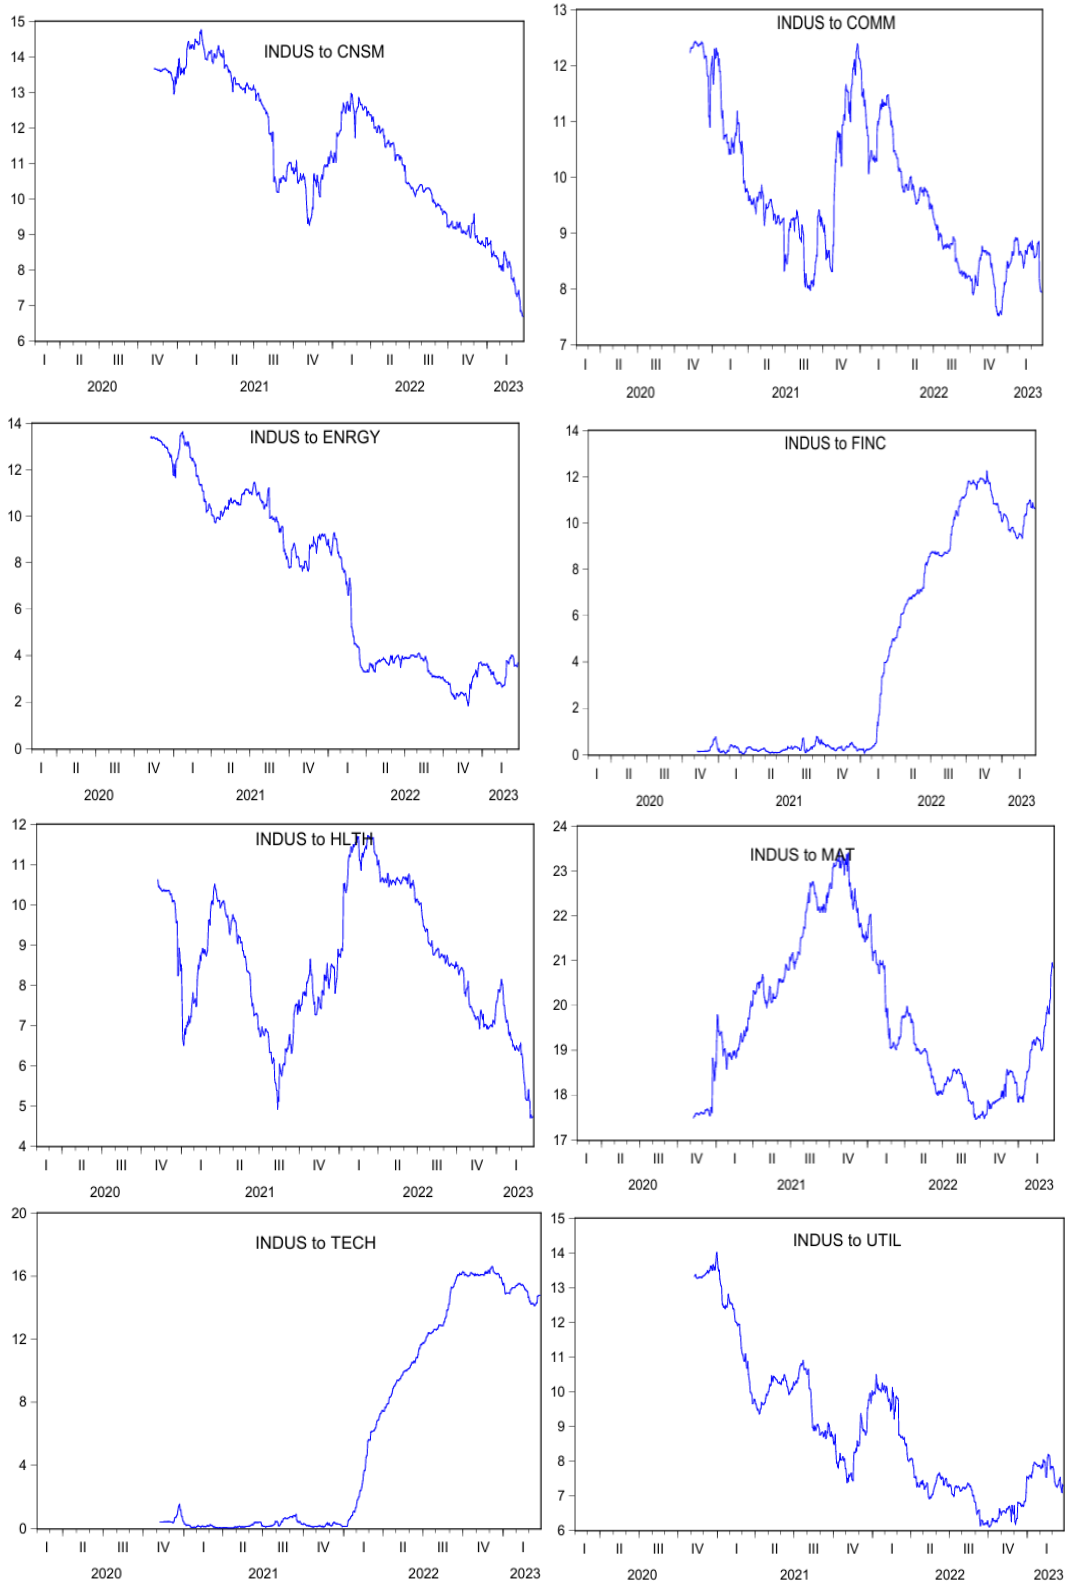 INDUS to CNSM
15
14
13
12
11
10
9
8
7
6
I II III IV I II III IV I II III IV I
2020 2021 2022 2023
INDUS to COMM
13
12
11
10
9
8
7
I II III IV I II III IV I II III IV I
2020 2021 2022 2023
INDUS to ENRGY
14
12
10
8
6
4
2
0
I II III IV I II III IV I II III IV I
2020 2021 2022 2023
INDUS to FINC
14
12
10
8
6
4
2
0
I II III IV I II III IV I II III IV I
2020 2021 2022 2023
INDUS to HLTH
12
11
10
9
8
7
6
5
4
I II III IV I II III IV I II III IV I
2020 2021 2022 2023
INDUS to MAT
24
23
22
21
20
19
18
17
I II III IV I II III IV I II III IV I
2020 2021 2022 2023
INDUS to TECH
20
16
12
8
4
0
I II III IV I II III IV I II III IV I
2020 2021 2022 2023
INDUS to UTIL
15
14
13
12
11
10
9
8
7
6
I II III IV I II III IV I II III IV I
2020 2021 2022 2023